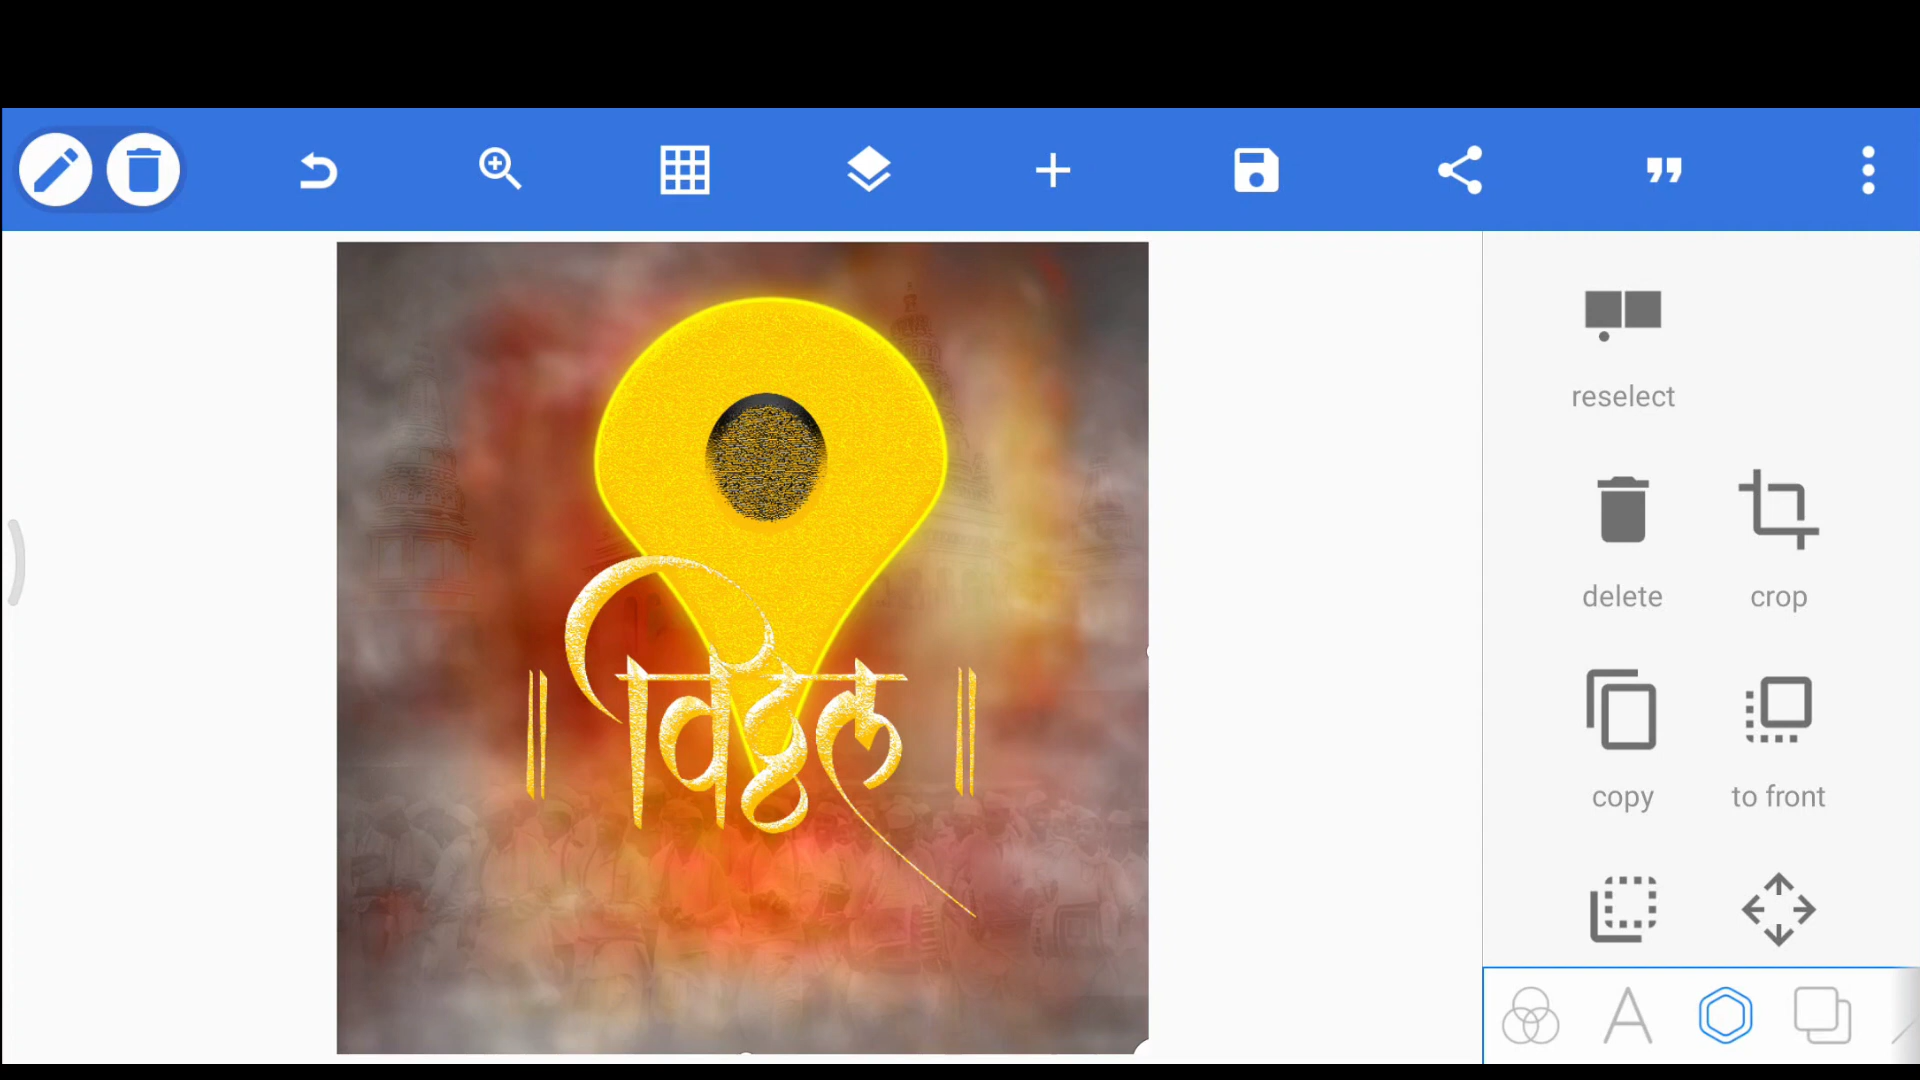 reselect
delete
crop
copy
to front
॥ विठ्ठल ॥